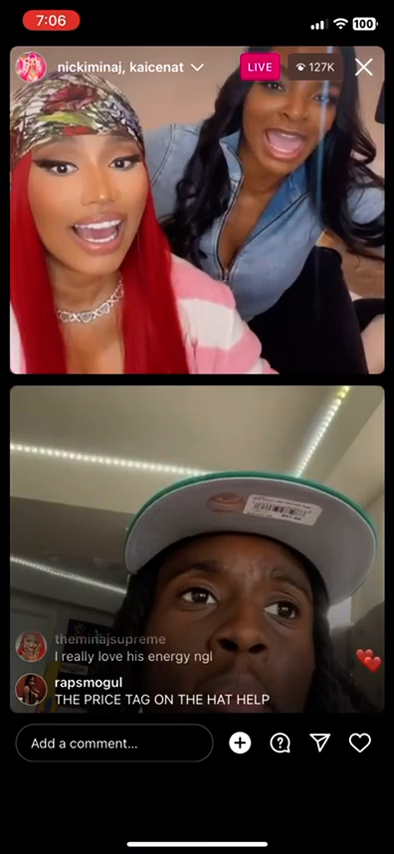 7:06
100
nickiminaj, kaicenat
LIVE
127K
theminajsupreme
I really love his energy ngl
rapsmogul
THE PRICE TAG ON THE HAT HELP
Add a comment...